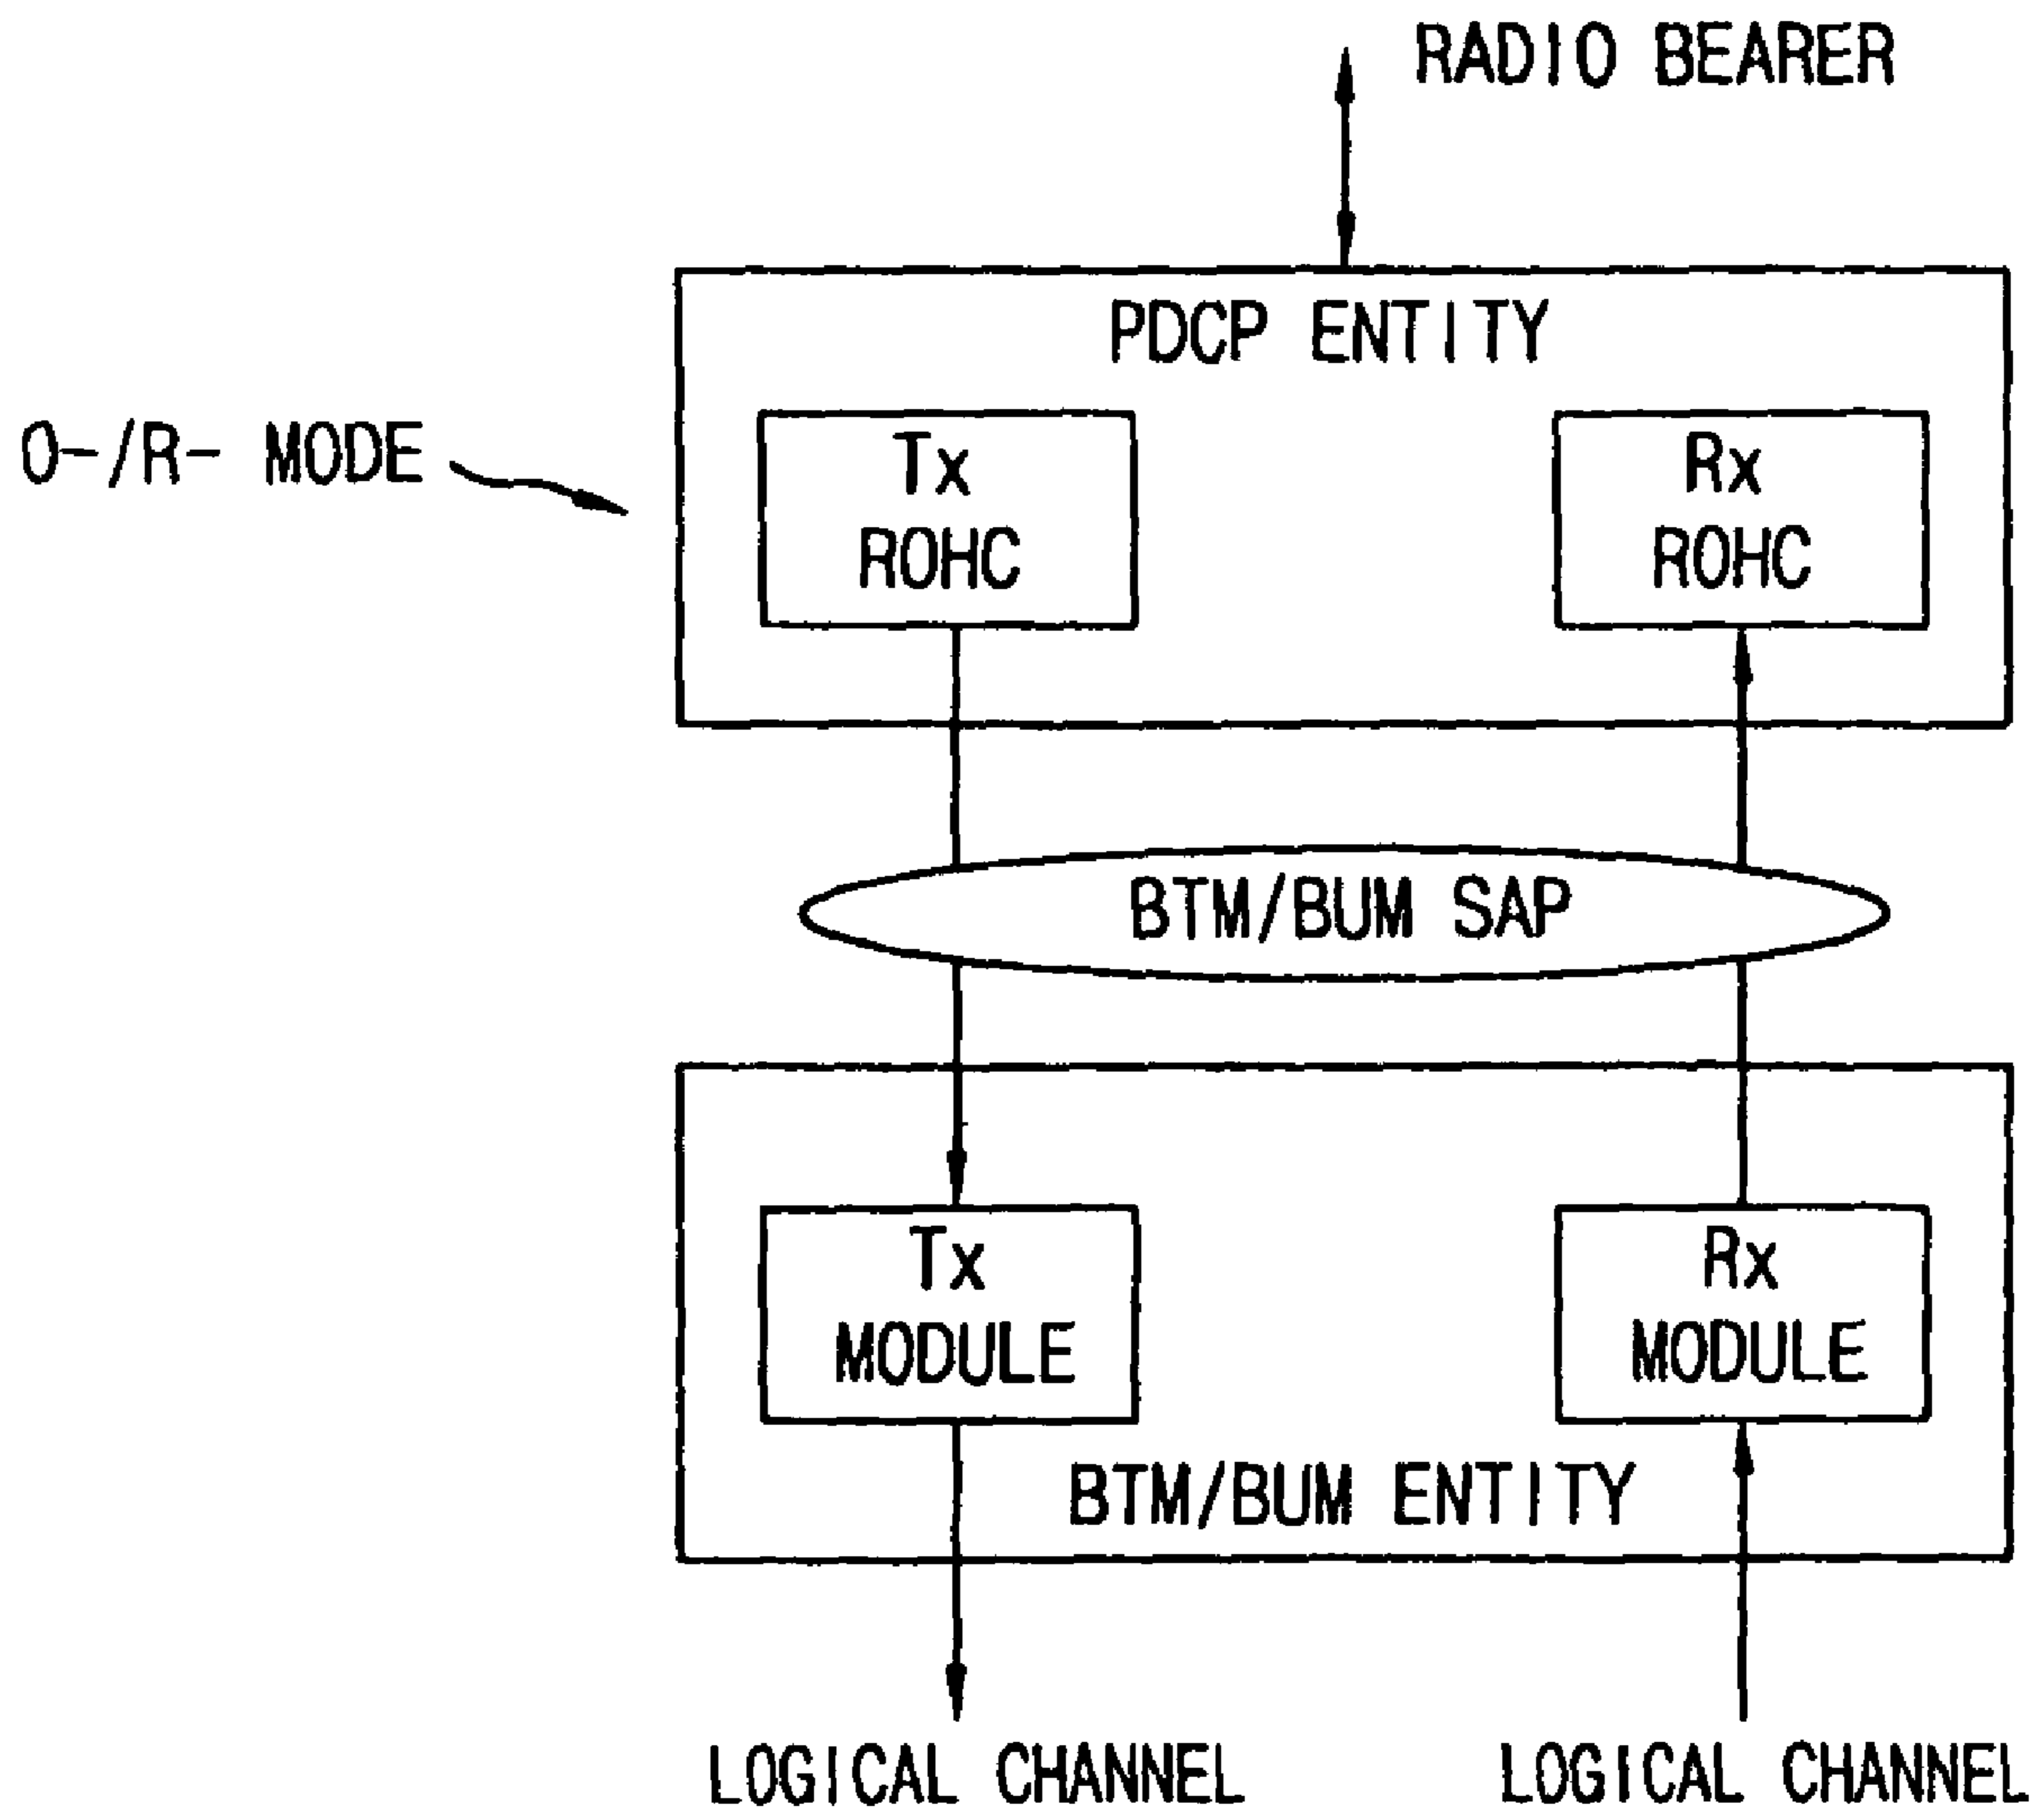 RADIO BEARER
PDCP ENTITY
O-/R- MODE
Tx
ROHC
Rx
ROHC
BTM/BUM SAP
Tx
MODULE
Rx
MODULE
BTM/BUM ENTITY
LOGICAL CHANNEL
LOGICAL CHANNEL